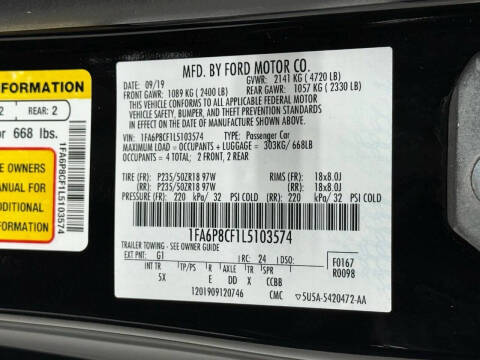 FORMATION
2 REAR: 2
or 668 lbs.
E OWNERS
ANUAL FOR
ADDITIONAL
NFORMATION
1FA6P8CF1L5103574
MFD. BY FORD MOTOR CO.
09/19 GVWR: 2141 KG ( 4720 LB)
FRONT GAWR: 1089 KG ( 2400 LB) REAR GAWR: 1057 KG ( 2330 LB)
THIS VEHICLE CONFORMS TO ALL APPLICABLE FEDERAL MOTOR
VEHICLE SAFETY, BUMPER, AND THEFT PREVENTION STANDARDS
IN EFFECT ON THE DATE OF MANUFACTURE SHOWN ABOVE.
VIN: 1FA6P8CF1L5103574 TYPE: Passenger Car
MAXIMUM LOAD = OCCUPANTS + LUGGAGE = 303KG/ 668LB
OCCUPANTS = 4 TOTAL; 2 FRONT, 2 REAR
TIRE (FR): P235/50ZR18 97W RIMS (FR): 18x8.0J
(RR): P235/50ZR18 97W (RR): 18x8.0J
PRESSURE (FR): 220 kPa/ 32 PSI COLD (RR): 220 kPa/ 32 PSI COLD
1FA6P8CF1L5103574
TRAILER TOWING - SEE OWNER GUIDE
EXT PNT: G1 RC: 24 DSO: F0167
INT TR TP/PS R AXLE TR SPR R0098
5X E DD X CCBB
1201909120746 CMC 5U5A-5420472-AA